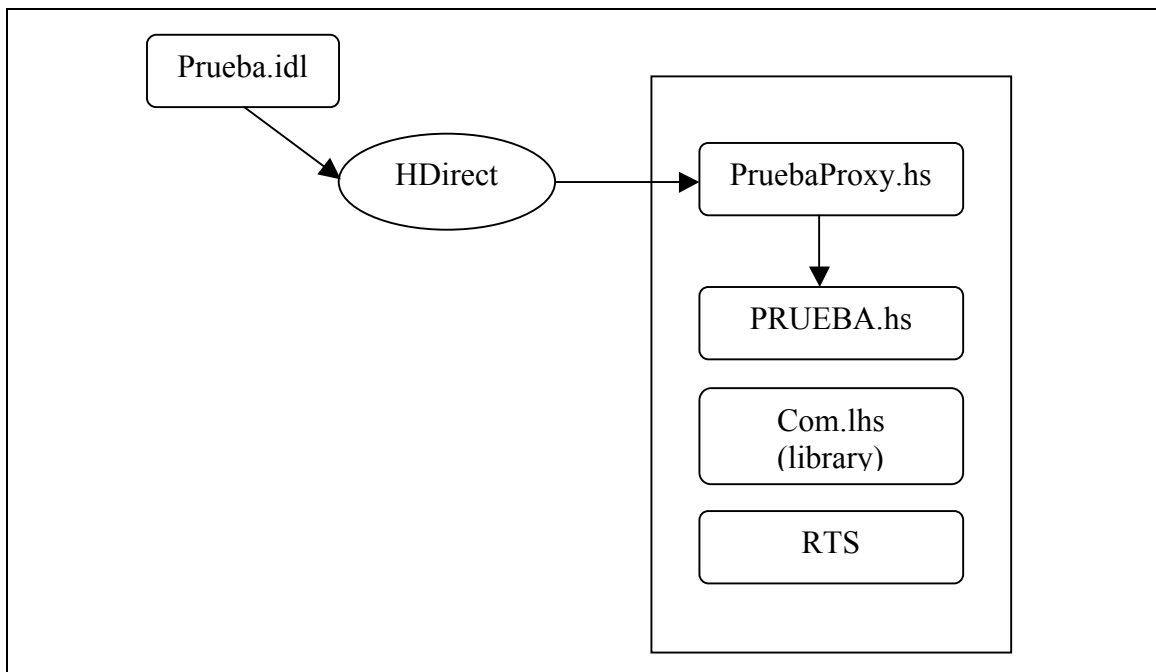 Prueba.idl
HDirect
PruebaProxy.hs
PRUEBA.hs
Com.lhs
(library)
RTS